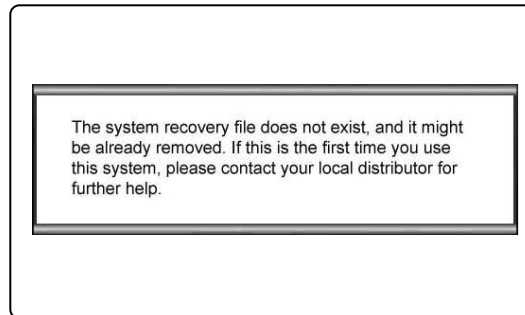 The system recovery file does not exist, and it might
be already removed. If this is the first time you use
this system, please contact your local distributor for
further help.